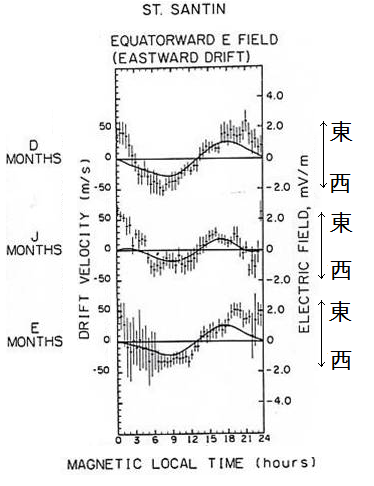 ST. SANTIN
EQUATORWARD E FIELD
(EASTWARD DRIFT)
D
MONTHS
J
MONTHS
E
MONTHS
DRIFT VELOCITY (m/s)
50
0
-50
50
0
-50
50
0
-50
4.0
2.0
0
-2.0
2.0
0
-2.0
2.0
0
-2.0
-4.0
ELECTRIC FIELD, mV/m
東
西
東
西
東
西
0 3 6 9 12 15 18 21 24
MAGNETIC LOCAL TIME (hours)